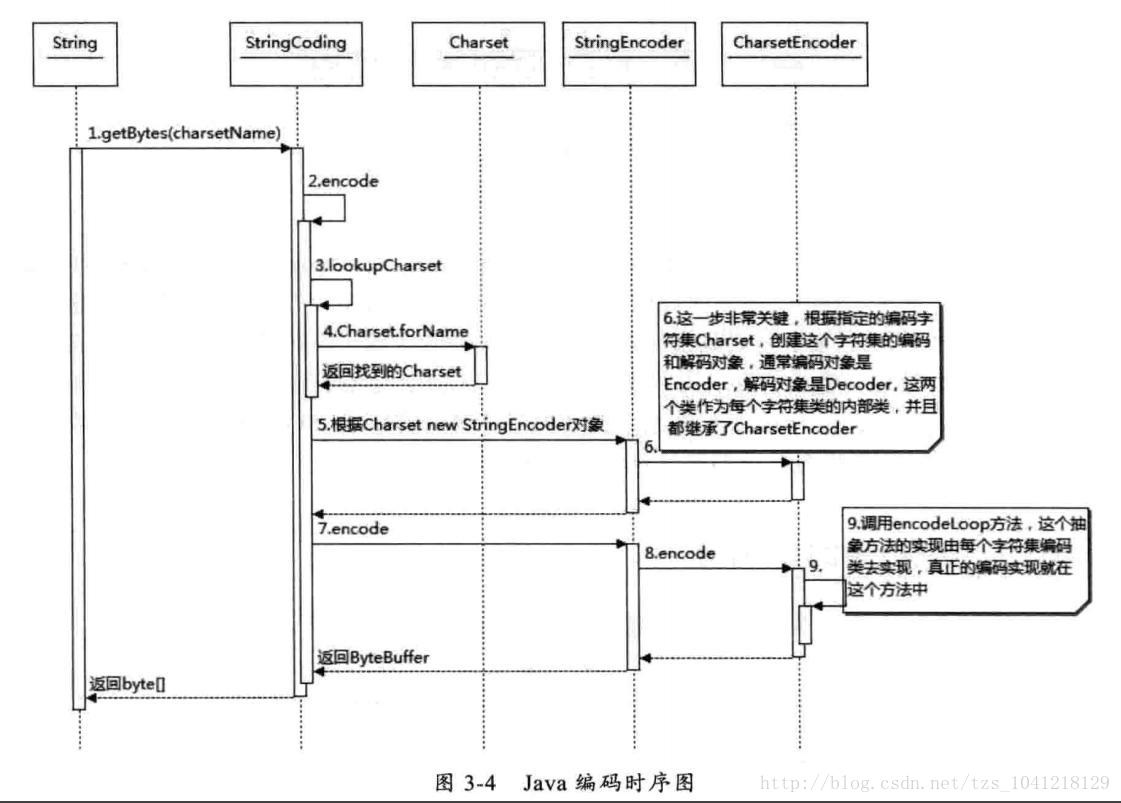 String
StringCoding
Charset
StringEncoder
CharsetEncoder
1.getBytes(charsetName)
2.encode
3.lookupCharset
4.Charset.forName
返回找到的Charset
6.这一步非常关键，根据指定的编码字
符集Charset，创建这个字符集的编码
和解码对象，通常编码对象是
Encoder，解码对象是Decoder, 这两
个类作为每个字符集类的内部类，并且
都继承了CharsetEncoder
5.根据Charset new StringEncoder对象
6.
7.encode
8.encode
9.
9.调用encodeLoop方法，这个抽
象方法的实现由每个字符集编码
类去实现，真正的编码实现就在
这个方法中
返回ByteBuffer
返回byte[]
图 3-4 Java 编码时序图
http://blog.csdn.net/tzs_1041218129